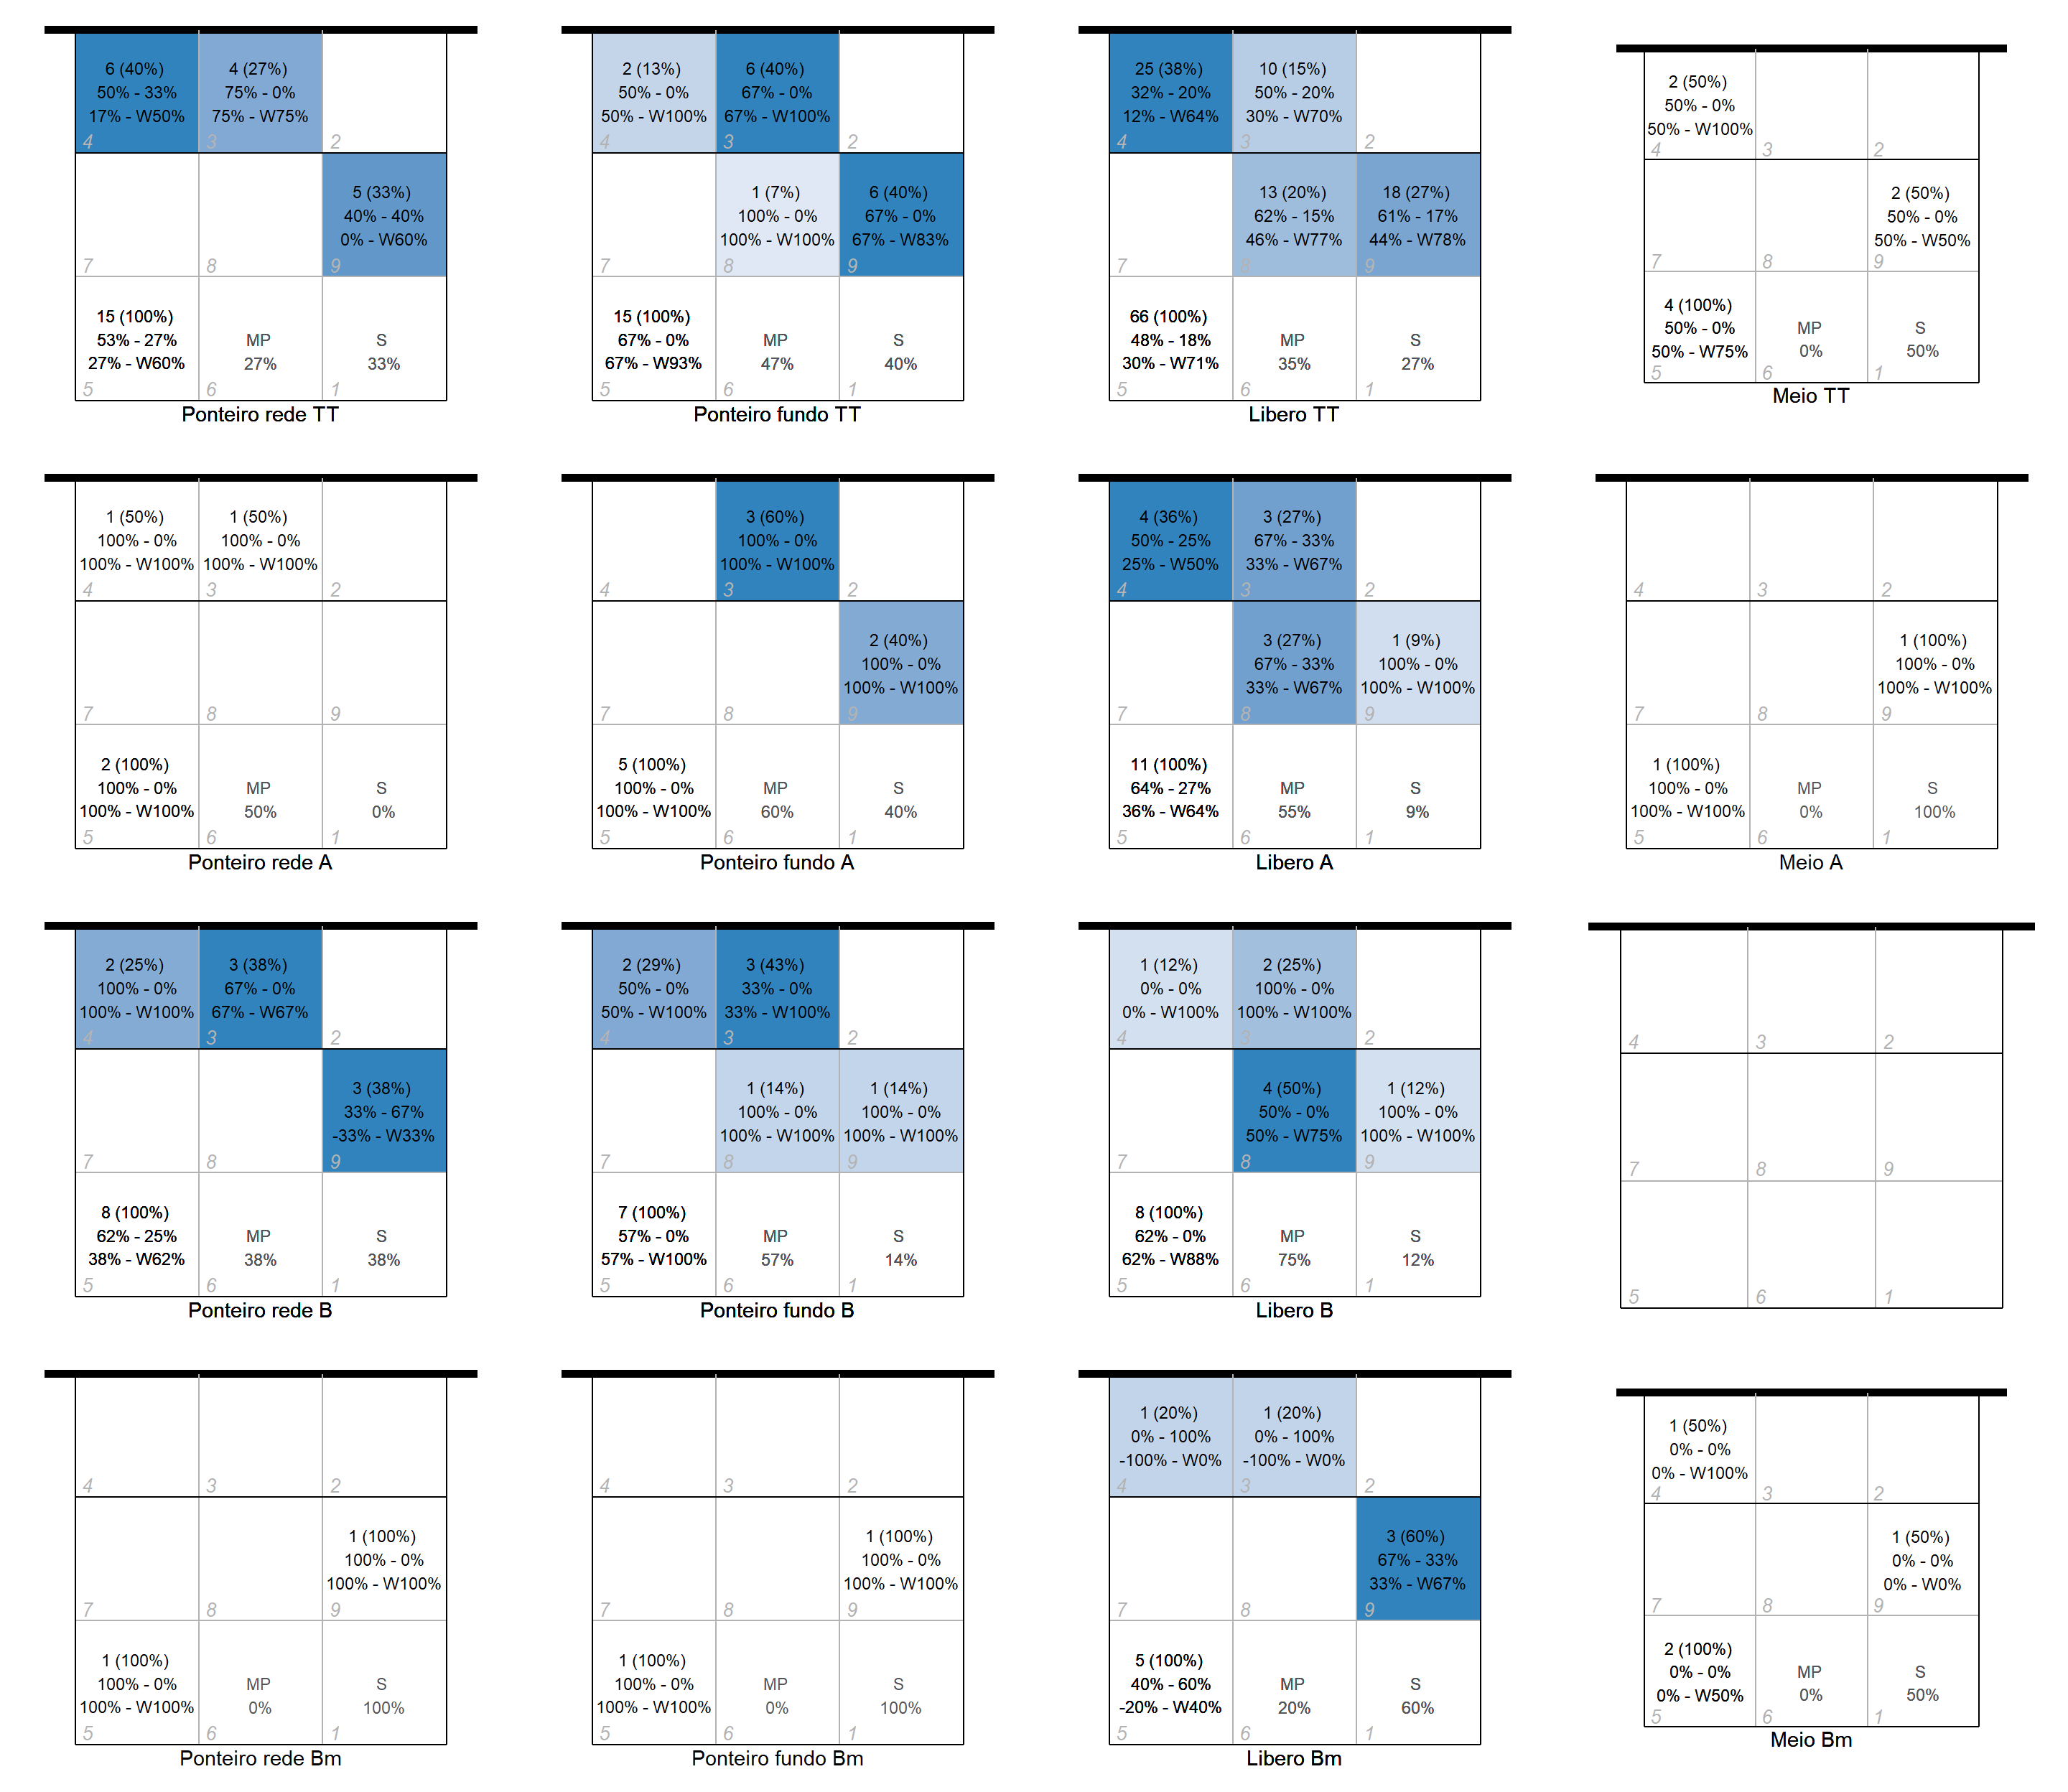 6 (40%)
50% - 33%
17% - W50%
4
4 (27%)
75% - 0%
75% - W75%
3
2
7
8
5 (33%)
40% - 40%
0% - W60%
9
15 (100%)
53% - 27%
27% - W60%
5
MP
27%
6
S
33%
1
Ponteiro rede TT
2 (13%)
50% - 0%
50% - W100%
4
6 (40%)
67% - 0%
67% - W100%
3
2
7
1 (7%)
100% - 0%
100% - W100%
8
6 (40%)
67% - 0%
67% - W83%
9
15 (100%)
67% - 0%
67% - W93%
5
MP
47%
6
S
40%
1
Ponteiro fundo TT
25 (38%)
32% - 20%
12% - W64%
4
10 (15%)
50% - 20%
30% - W70%
3
2
7
13 (20%)
62% - 15%
46% - W77%
8
18 (27%)
61% - 17%
44% - W78%
9
66 (100%)
48% - 18%
30% - W71%
5
MP
35%
6
S
27%
1
Libero TT
2 (50%)
50% - 0%
50% - W100%
4
3
2
7
8
2 (50%)
50% - 0%
50% - W50%
9
4 (100%)
50% - 0%
50% - W75%
5
MP
0%
6
S
50%
1
Meio TT
1 (50%)
100% - 0%
100% - W100%
4
1 (50%)
100% - 0%
100% - W100%
3
2
7
8
9
2 (100%)
100% - 0%
100% - W100%
5
MP
50%
6
S
0%
1
Ponteiro rede A
4
3 (60%)
100% - 0%
100% - W100%
3
2
7
8
2 (40%)
100% - 0%
100% - W100%
9
5 (100%)
100% - 0%
100% - W100%
5
MP
60%
6
S
40%
1
Ponteiro fundo A
4 (36%)
50% - 25%
25% - W50%
4
3 (27%)
67% - 33%
33% - W67%
3
2
7
3 (27%)
67% - 33%
33% - W67%
8
1 (9%)
100% - 0%
100% - W100%
9
11 (100%)
64% - 27%
36% - W64%
5
MP
55%
6
S
9%
1
Libero A
4
3
2
7
8
1 (100%)
100% - 0%
100% - W100%
9
1 (100%)
100% - 0%
100% - W100%
5
MP
0%
6
S
100%
1
Meio A
2 (25%)
100% - 0%
100% - W100%
4
3 (38%)
67% - 0%
67% - W67%
3
2
7
8
3 (38%)
33% - 67%
-33% - W33%
9
8 (100%)
62% - 25%
38% - W62%
5
MP
38%
6
S
38%
1
Ponteiro rede B
2 (29%)
50% - 0%
50% - W100%
4
3 (43%)
33% - 0%
33% - W100%
3
2
7
1 (14%)
100% - 0%
100% - W100%
8
1 (14%)
100% - 0%
100% - W100%
9
7 (100%)
57% - 0%
57% - W100%
5
MP
57%
6
S
14%
1
Ponteiro fundo B
1 (12%)
0% - 0%
0% - W100%
4
2 (25%)
100% - 0%
100% - W100%
3
2
7
4 (50%)
50% - 0%
50% - W75%
8
1 (12%)
100% - 0%
100% - W100%
9
8 (100%)
62% - 0%
62% - W88%
5
MP
75%
6
S
12%
1
Libero B
4
3
2
7
8
9
5
6
1
4
3
2
7
8
1 (100%)
100% - 0%
100% - W100%
9
1 (100%)
100% - 0%
100% - W100%
5
MP
0%
6
S
100%
1
Ponteiro rede Bm
4
3
2
7
8
1 (100%)
100% - 0%
100% - W100%
9
1 (100%)
100% - 0%
100% - W100%
5
MP
0%
6
S
100%
1
Ponteiro fundo Bm
1 (20%)
0% - 100%
-100% - W0%
4
1 (20%)
0% - 100%
-100% - W0%
3
2
7
8
3 (60%)
67% - 33%
33% - W67%
9
5 (100%)
40% - 60%
-20% - W40%
5
MP
20%
6
S
60%
1
Libero Bm
1 (50%)
0% - 0%
0% - W100%
4
3
2
7
8
1 (50%)
0% - 0%
0% - W0%
9
2 (100%)
0% - 0%
0% - W50%
5
MP
0%
6
S
50%
1
Meio Bm